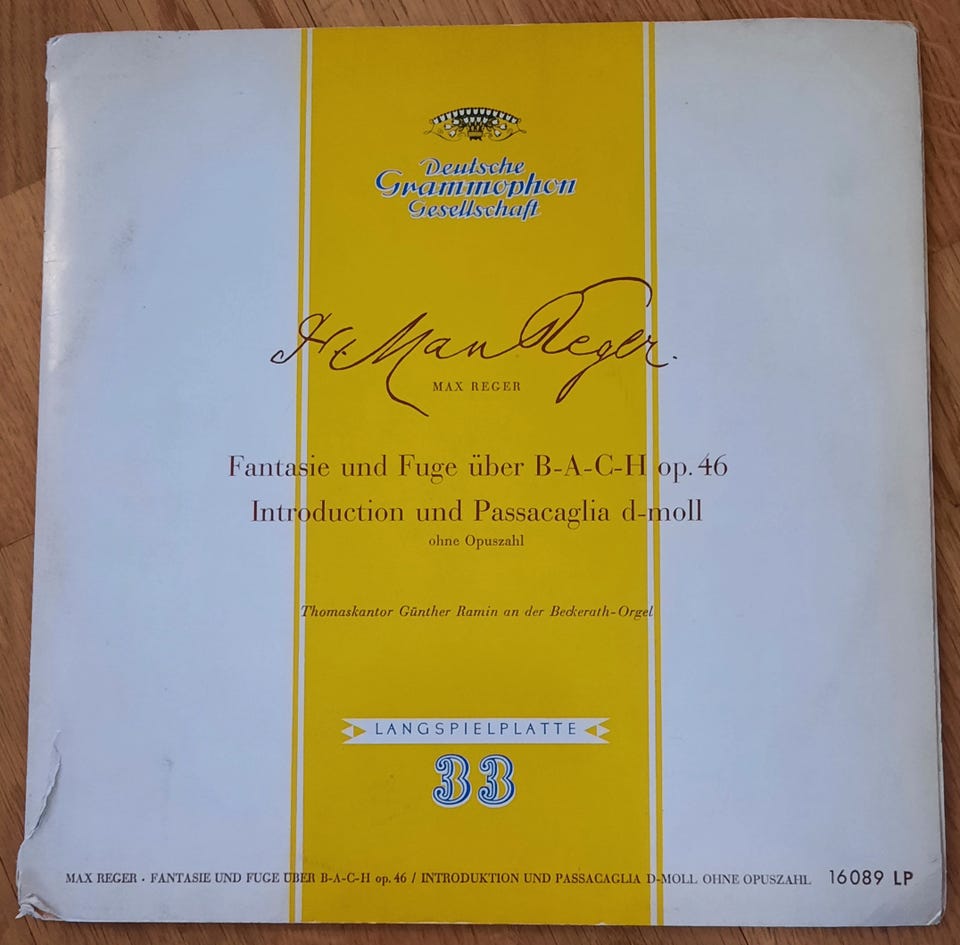 Deutsche
Grammophon
Gesellschaft
Dr. Max Reger.
MAX REGER
Fantasie und Fuge über B-A-C-H op. 46
Introduction und Passacaglia d-moll
ohne Opuszahl
Thomaskantor Günther Ramin an der Beckerath-Orgel
LANGSPIELPLATTE
33
MAX REGER · FANTASIE UND FUGE ÜBER B-A-C-H op. 46 / INTRODUKTION UND PASSACAGLIA D-MOLL OHNE OPUSZAHL 16089 LP